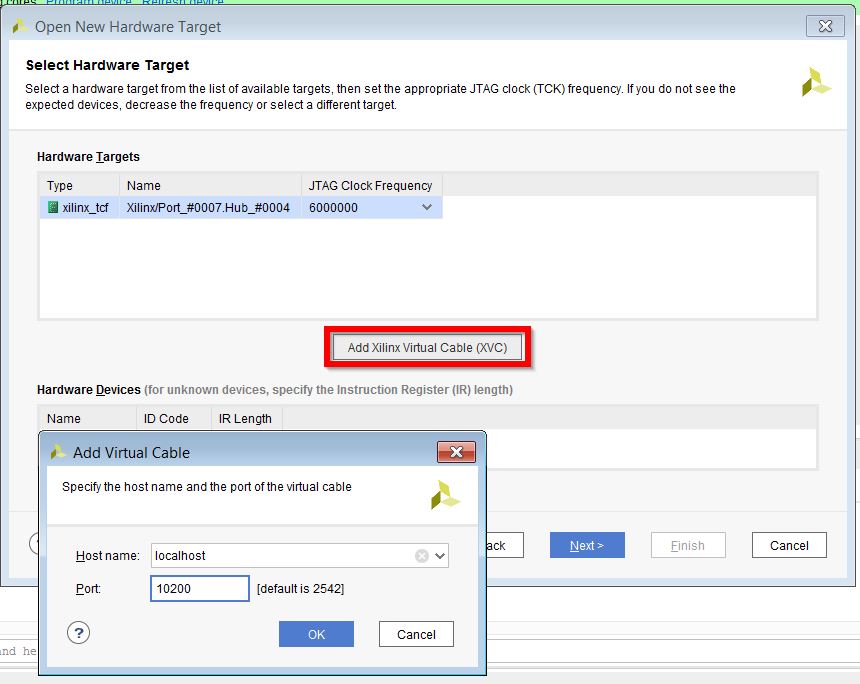 cores. Program device Refresh device
Open New Hardware Target
Select Hardware Target
Select a hardware target from the list of available targets, then set the appropriate JTAG clock (TCK) frequency. If you do not see the
expected devices, decrease the frequency or select a different target.
Hardware Targets
Type Name JTAG Clock Frequency
xilinx_tcf Xilinx/Port_#0007.Hub_#0004 6000000
Add Xilinx Virtual Cable (XVC)
Hardware Devices (for unknown devices, specify the Instruction Register (IR) length)
Name ID Code IR Length
Add Virtual Cable
Specify the host name and the port of the virtual cable
Host name: localhost
Port: 10200 [default is 2542]
? OK Cancel
ack Next > Finish Cancel
and he